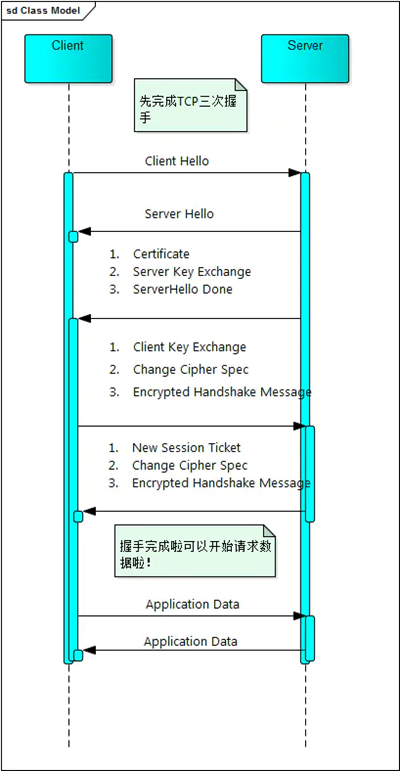 sd Class Model
Client
Server
先完成TCP三次握
手
Client Hello
Server Hello
1. Certificate
2. Server Key Exchange
3. ServerHello Done
1. Client Key Exchange
2. Change Cipher Spec
3. Encrypted Handshake Message
1. New Session Ticket
2. Change Cipher Spec
3. Encrypted Handshake Message
握手完成啦可以开始请求数
据啦！
Application Data
Application Data